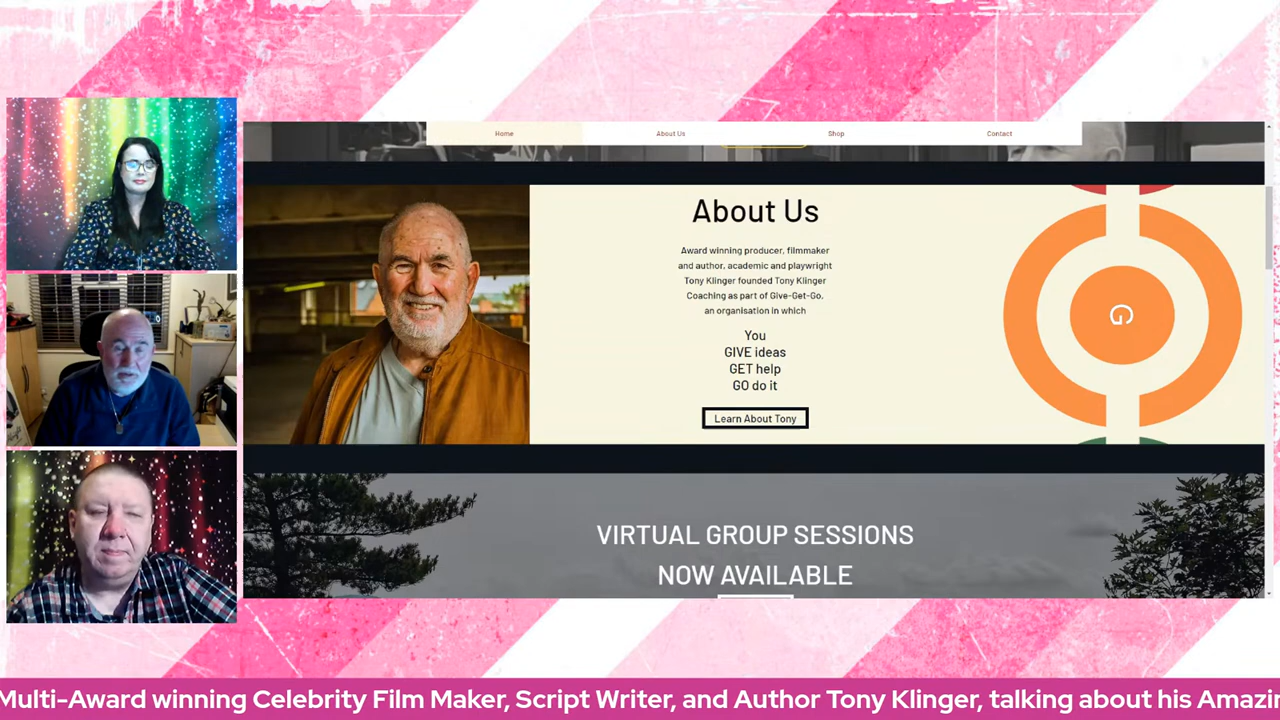 Home
About Us
Shop
Contact
About Us
Award winning producer, filmmaker
and author, academic and playwright
Tony Klinger founded Tony Klinger
Coaching as part of Give-Get-Go,
an organisation in which
You
GIVE ideas
GET help
GO do it
Learn About Tony
G
VIRTUAL GROUP SESSIONS
NOW AVAILABLE
Multi-Award winning Celebrity Film Maker, Script Writer, and Author Tony Klinger, talking about his Amazi